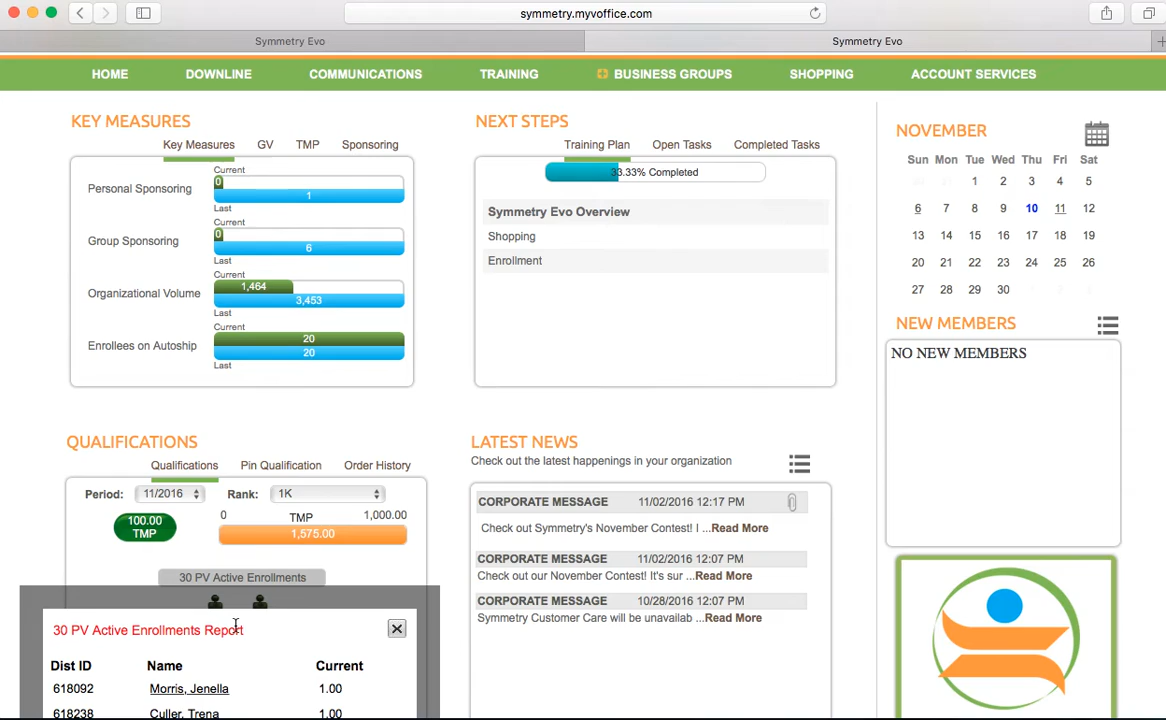 symmetry.myvoffice.com
Symmetry Evo
Symmetry Evo
HOME DOWNLINE COMMUNICATIONS TRAINING BUSINESS GROUPS SHOPPING ACCOUNT SERVICES
KEY MEASURES
Key Measures GV TMP Sponsoring
Current
Personal Sponsoring
0
1
Last
Current
Group Sponsoring
0
6
Last
Current
Organizational Volume
1,464
3,453
Last
Current
Enrollees on Autoship
20
20
Last
NEXT STEPS
Training Plan Open Tasks Completed Tasks
33.33% Completed
Symmetry Evo Overview
Shopping
Enrollment
NOVEMBER
Sun Mon Tue Wed Thu Fri Sat
1 2 3 4 5
6 7 8 9 10 11 12
13 14 15 16 17 18 19
20 21 22 23 24 25 26
27 28 29 30
NEW MEMBERS
NO NEW MEMBERS
QUALIFICATIONS
Qualifications Pin Qualification Order History
Period: 11/2016 Rank: 1K
100.00
TMP
0 TMP 1,000.00
1,575.00
30 PV Active Enrollments
30 PV Active Enrollments Report
Dist ID Name Current
618092 Morris, Jenella 1.00
618238 Culler, Trena 1.00
LATEST NEWS
Check out the latest happenings in your organization
CORPORATE MESSAGE 11/02/2016 12:17 PM
Check out Symmetry's November Contest! I ...Read More
CORPORATE MESSAGE 11/02/2016 12:07 PM
Check out our November Contest! It's sur ...Read More
CORPORATE MESSAGE 10/28/2016 12:07 PM
Symmetry Customer Care will be unavailab ...Read More